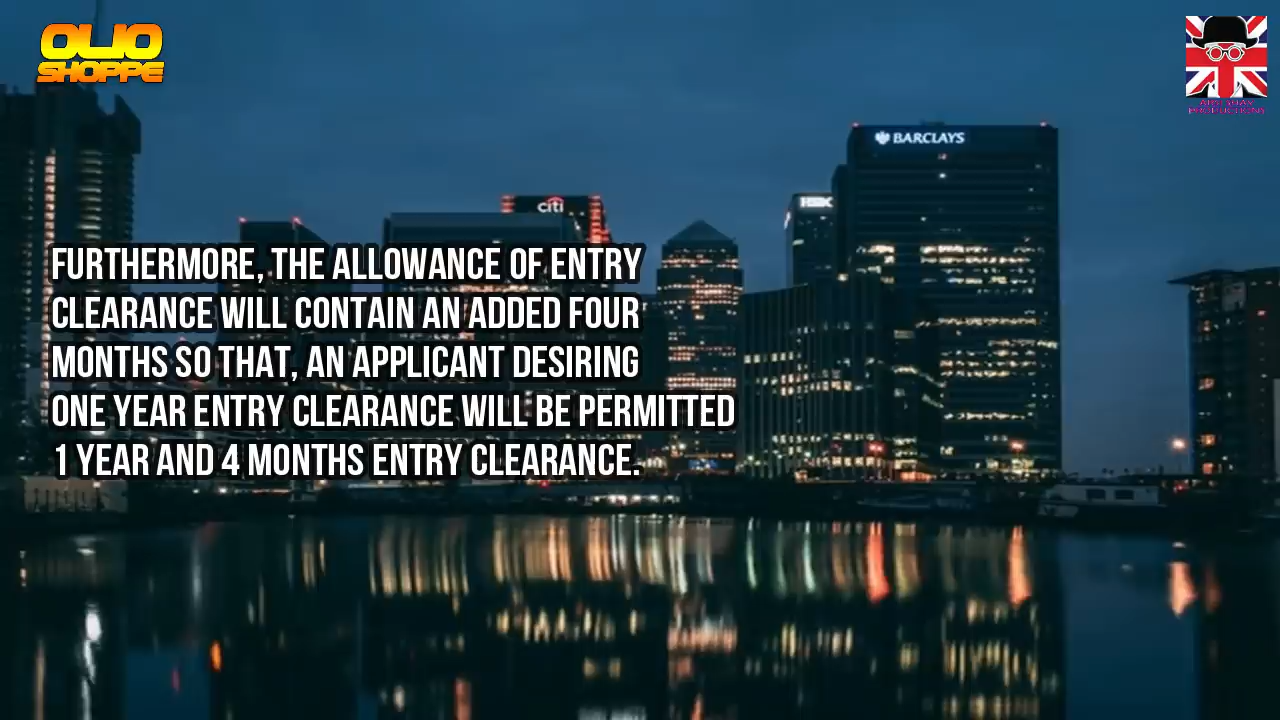 OLIO
SHOPPE
BARCLAYS
citi
HSBC
FURTHERMORE, THE ALLOWANCE OF ENTRY
CLEARANCE WILL CONTAIN AN ADDED FOUR
MONTHS SO THAT, AN APPLICANT DESIRING
ONE YEAR ENTRY CLEARANCE WILL BE PERMITTED
1 YEAR AND 4 MONTHS ENTRY CLEARANCE.